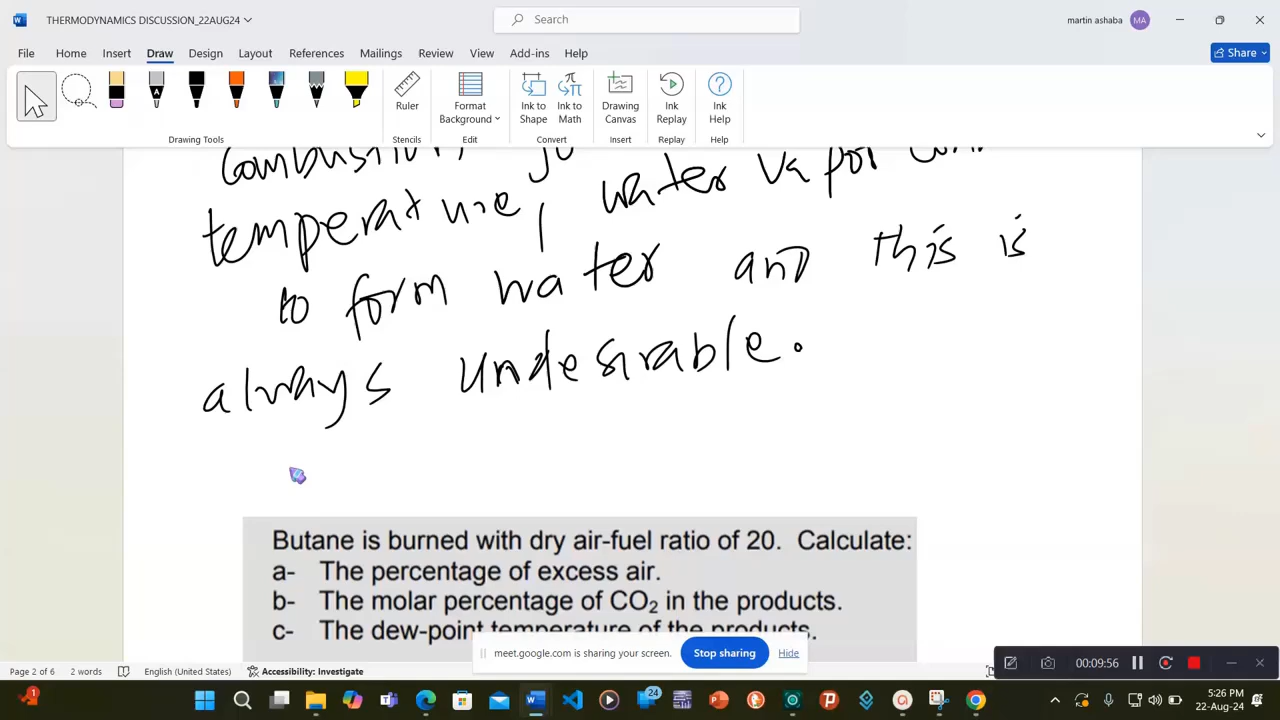 THERMODYNAMICS DISCUSSION_22AUG24
Search
martin ashaba
MA
File Home Insert Draw Design Layout References Mailings Review View Add-ins Help
Share
Ruler
Format Background
Ink to Shape
Ink to Math
Drawing Canvas
Ink Replay
Ink Help
Drawing Tools
Stencils
Edit
Convert
Insert
Replay
Help
temperature, water vapor
to form water and this is
always undesirable.
Butane is burned with dry air-fuel ratio of 20. Calculate:
a- The percentage of excess air.
b- The molar percentage of CO2 in the products.
c- The dew-point temperature of the products.
meet.google.com is sharing your screen.
Stop sharing
Hide
00:09:56
Page 2 of 6 2 words English (United States) Accessibility: Investigate
1
24
5:26 PM
22-Aug-24